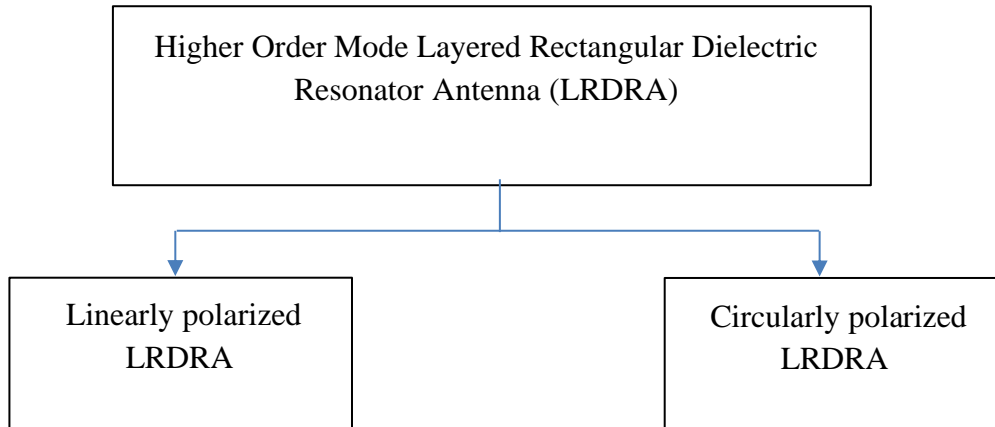 Higher Order Mode Layered Rectangular Dielectric
Resonator Antenna (LRDRA)
Linearly polarized
LRDRA
Circularly polarized
LRDRA